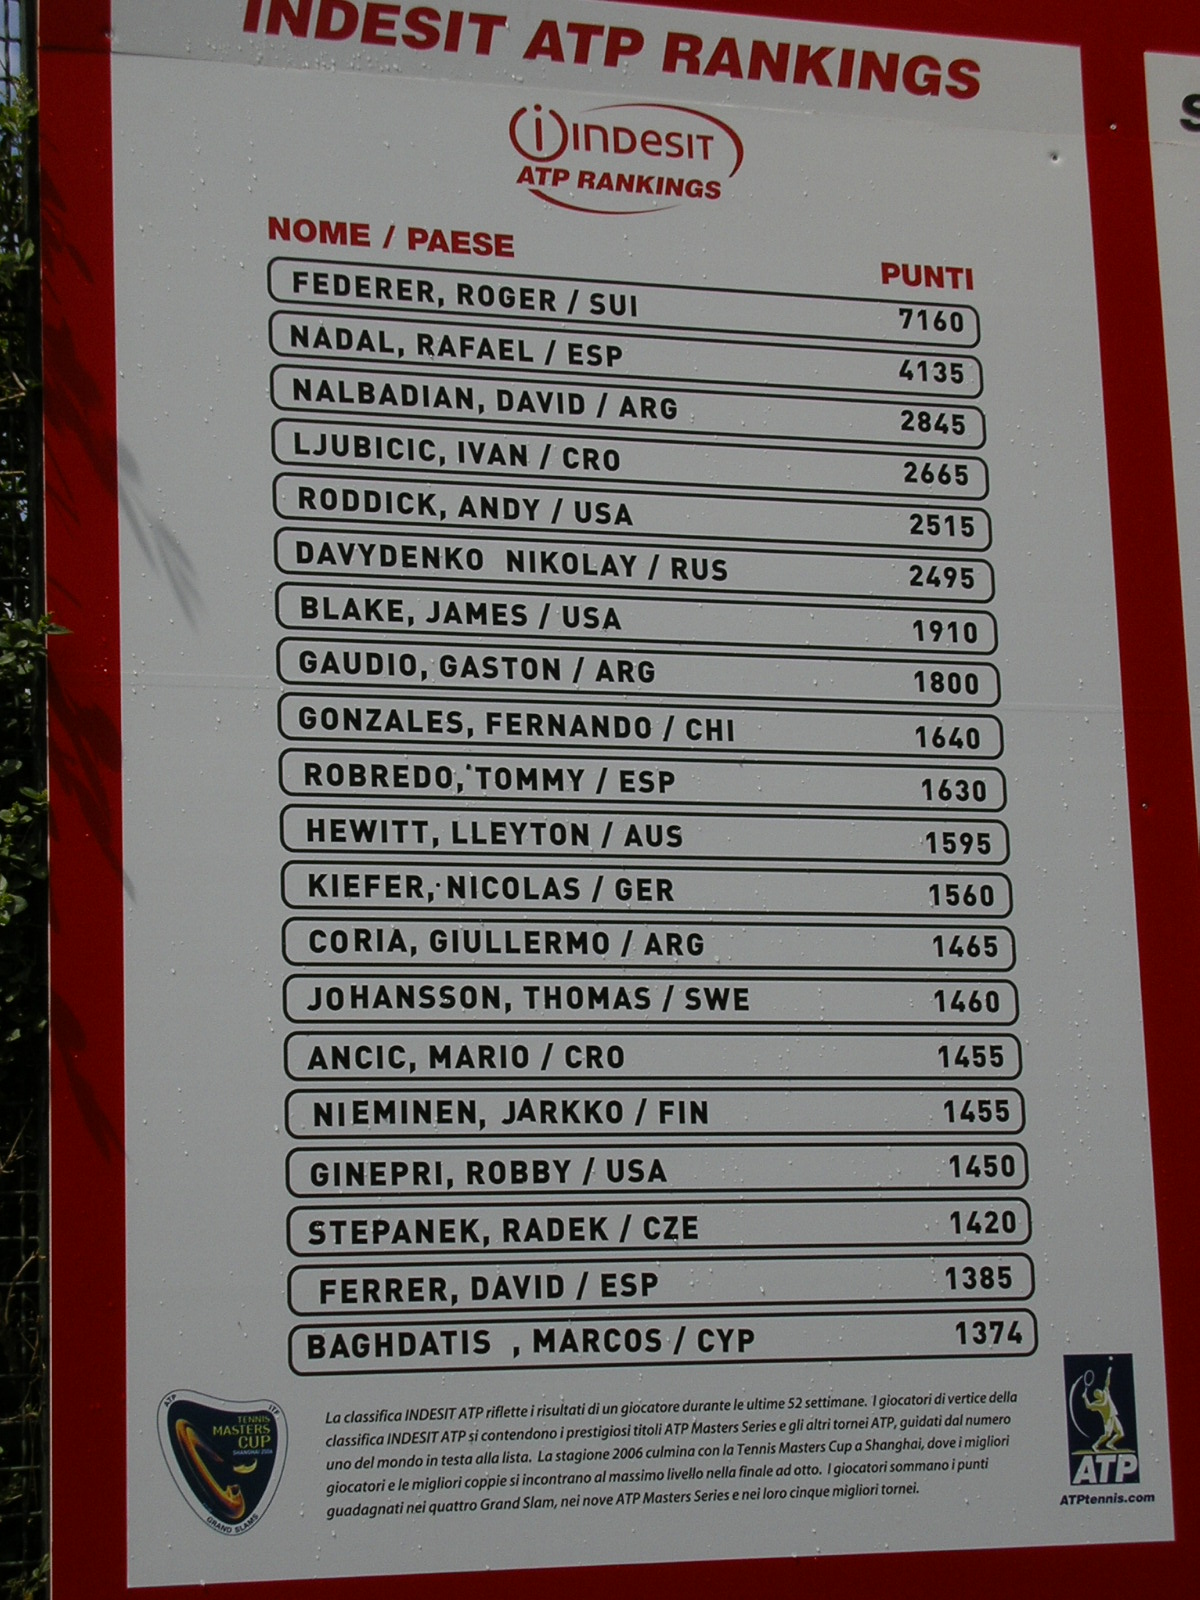 INDESIT ATP RANKINGS
S
INDESIT
ATP RANKINGS
NOME / PAESE PUNTI
FEDERER, ROGER / SUI 7160
NADAL, RAFAEL / ESP 4135
NALBADIAN, DAVID / ARG 2845
LJUBICIC, IVAN / CRO 2665
RODDICK, ANDY / USA 2515
DAVYDENKO NIKOLAY / RUS 2495
BLAKE, JAMES / USA 1910
GAUDIO, GASTON / ARG 1800
GONZALES, FERNANDO / CHI 1640
ROBREDO, TOMMY / ESP 1630
HEWITT, LLEYTON / AUS 1595
KIEFER, NICOLAS / GER 1560
CORIA, GIULLERMO / ARG 1465
JOHANSSON, THOMAS / SWE 1460
ANCIC, MARIO / CRO 1455
NIEMINEN, JARKKO / FIN 1455
GINEPRI, ROBBY / USA 1450
STEPANEK, RADEK / CZE 1420
FERRER, DAVID / ESP 1385
BAGHDATIS , MARCOS / CYP 1374
La classifica INDESIT ATP riflette i risultati di un giocatore durante le ultime 52 settimane. I giocatori di vertice della
classifica INDESIT ATP si contendono i prestigiosi titoli ATP Masters Series e gli altri tornei ATP, guidati dal numero
uno del mondo in testa alla lista. La stagione 2006 culmina con la Tennis Masters Cup a Shanghai, dove i migliori
giocatori e le migliori coppie si incontrano al massimo livello nella finale ad otto. I giocatori sommano i punti
guadagnati nei quattro Grand Slam, nei nove ATP Masters Series e nei loro cinque migliori tornei.
ATP ITF
TENNIS
MASTERS
CUP
SHANGHAI 2006
GRAND SLAMS
ATP
ATPtennis.com